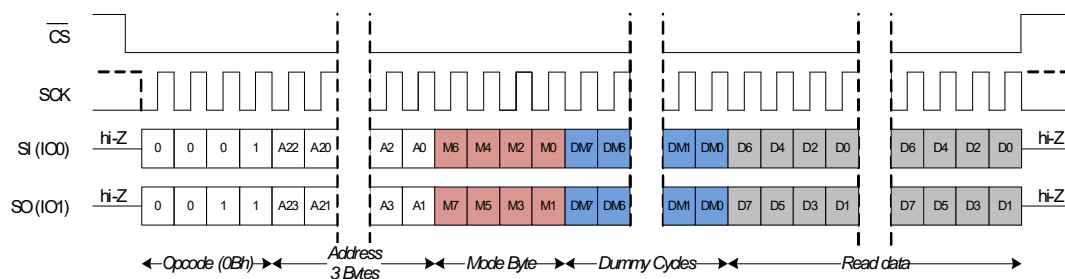 CS
SCK
SI (IO0) hi-Z 0 0 0 1 A22 A20 A2 A0 M6 M4 M2 M0 DM7 DM6 DM1 DM0 D6 D4 D2 D0 D6 D4 D2 D0 hi-Z
SO (IO1) hi-Z 0 0 1 1 A23 A21 A3 A1 M7 M5 M3 M1 DM7 DM6 DM1 DM0 D7 D5 D3 D1 D7 D5 D3 D1 hi-Z
Opcode (0Bh) Address Mode Byte Dummy Cycles Read data
3 Bytes